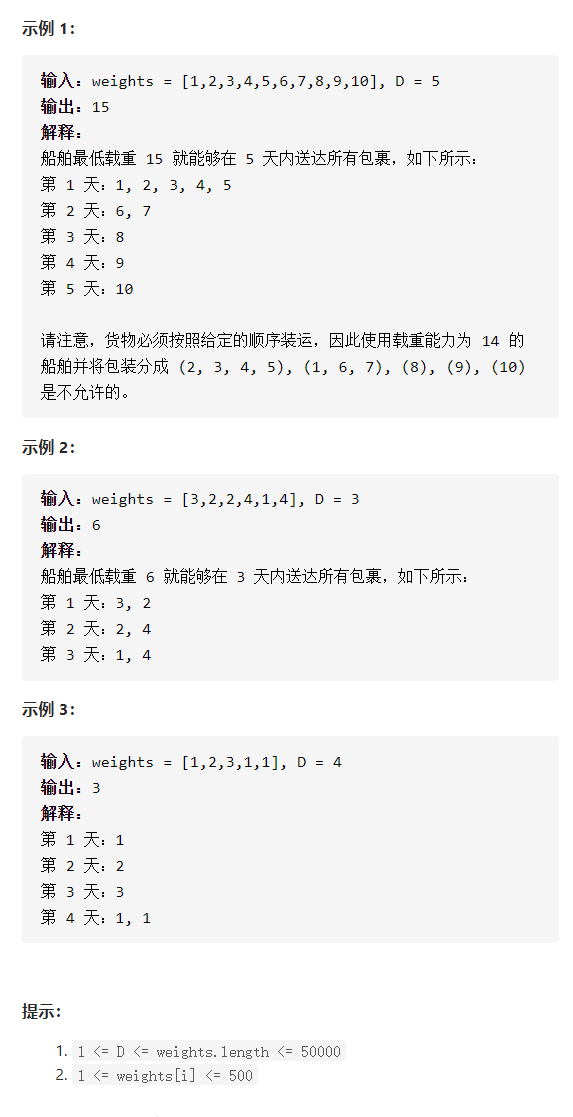 示例 1：
输入：weights = [1,2,3,4,5,6,7,8,9,10], D = 5
输出：15
解释：
船舶最低载重 15 就能够在 5 天内送达所有包裹，如下所示：
第 1 天：1, 2, 3, 4, 5
第 2 天：6, 7
第 3 天：8
第 4 天：9
第 5 天：10
请注意，货物必须按照给定的顺序装运，因此使用载重能力为 14 的
船舶并将包装分成 (2, 3, 4, 5), (1, 6, 7), (8), (9), (10)
是不允许的。
示例 2：
输入：weights = [3,2,2,4,1,4], D = 3
输出：6
解释：
船舶最低载重 6 就能够在 3 天内送达所有包裹，如下所示：
第 1 天：3, 2
第 2 天：2, 4
第 3 天：1, 4
示例 3：
输入：weights = [1,2,3,1,1], D = 4
输出：3
解释：
第 1 天：1
第 2 天：2
第 3 天：3
第 4 天：1, 1
提示：
1. 1 <= D <= weights.length <= 50000
2. 1 <= weights[i] <= 500